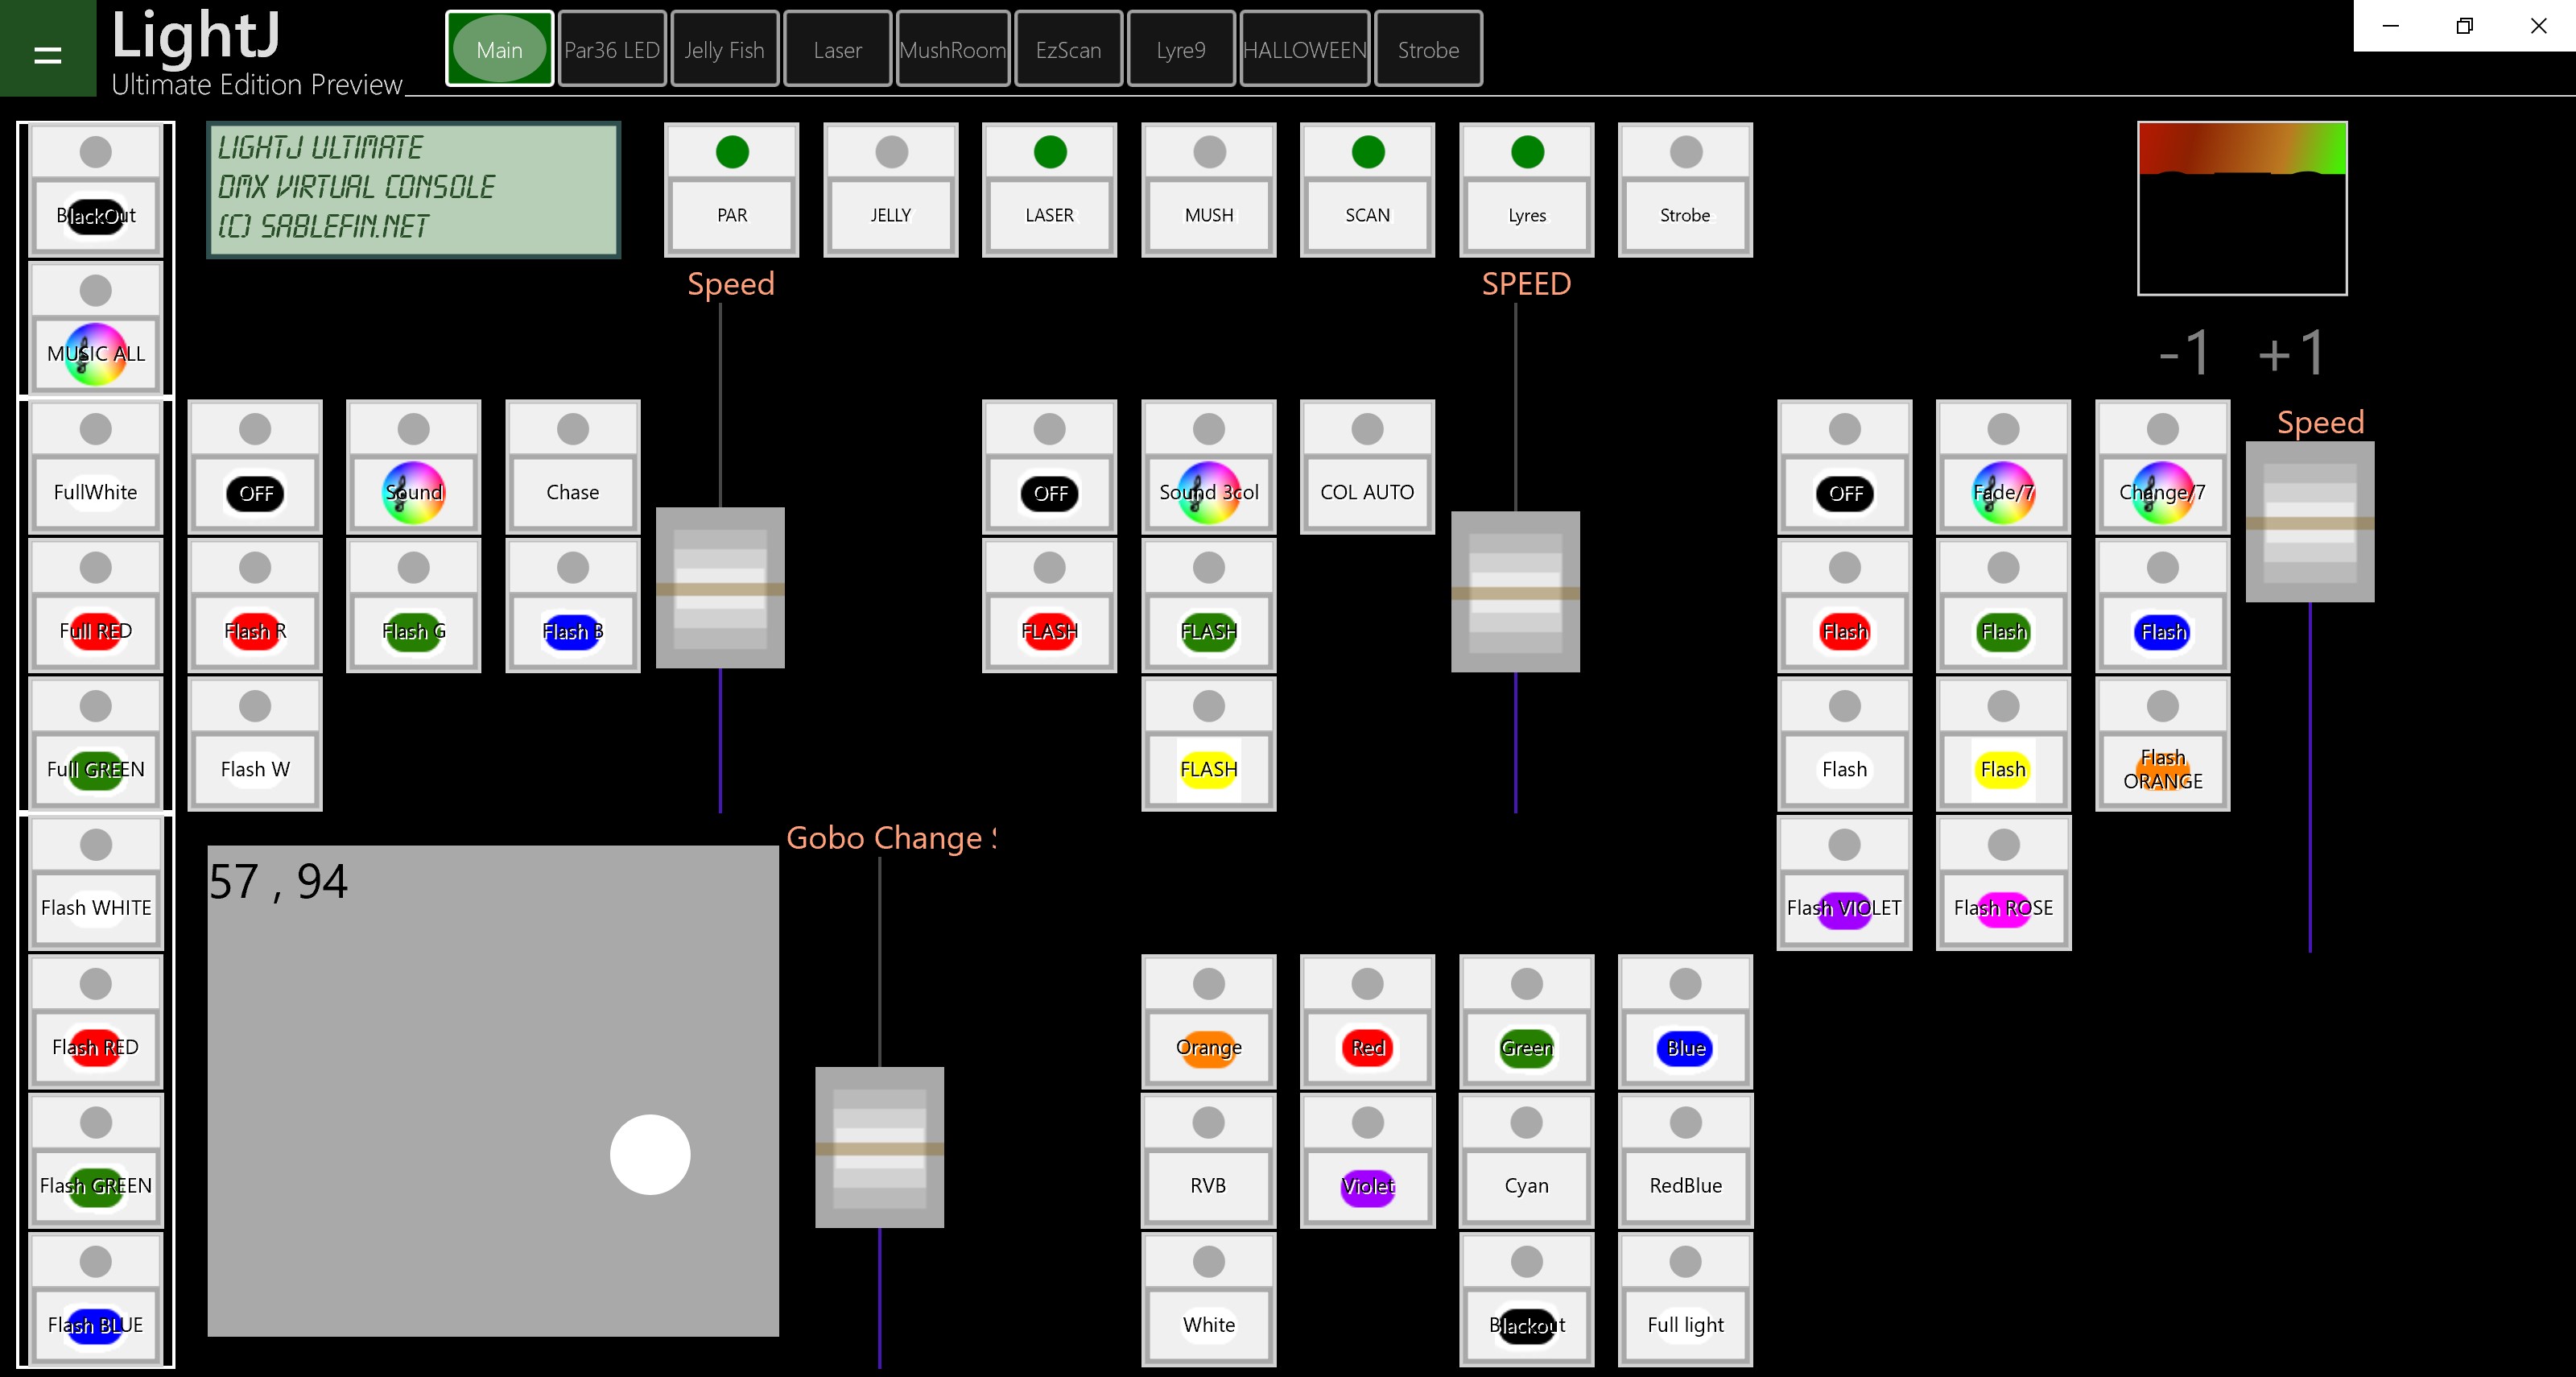 LightJ
Ultimate Edition Preview
Main
Par36 LED
Jelly Fish
Laser
MushRoom
EzScan
Lyre9
HALLOWEEN
Strobe
LIGHTJ ULTIMATE
DMX VIRTUAL CONSOLE
(C) SABLEFIN.NET
BlackOut
PAR
JELLY
LASER
MUSH
SCAN
Lyres
Strobe
Speed
SPEED
MUSIC ALL
-1 +1
Speed
FullWhite
OFF
Sound
Chase
OFF
Sound 3col
COL AUTO
OFF
Fade/7
Change/7
Full RED
Flash R
Flash G
Flash B
FLASH
FLASH
Flash
Flash
Flash
Full GREEN
Flash W
FLASH
Flash
Flash
Flash
ORANGE
Gobo Change
57 , 94
Flash WHITE
Flash VIOLET
Flash ROSE
Flash RED
Orange
Red
Green
Blue
Flash GREEN
RVB
Violet
Cyan
RedBlue
Flash BLUE
White
Blackout
Full light